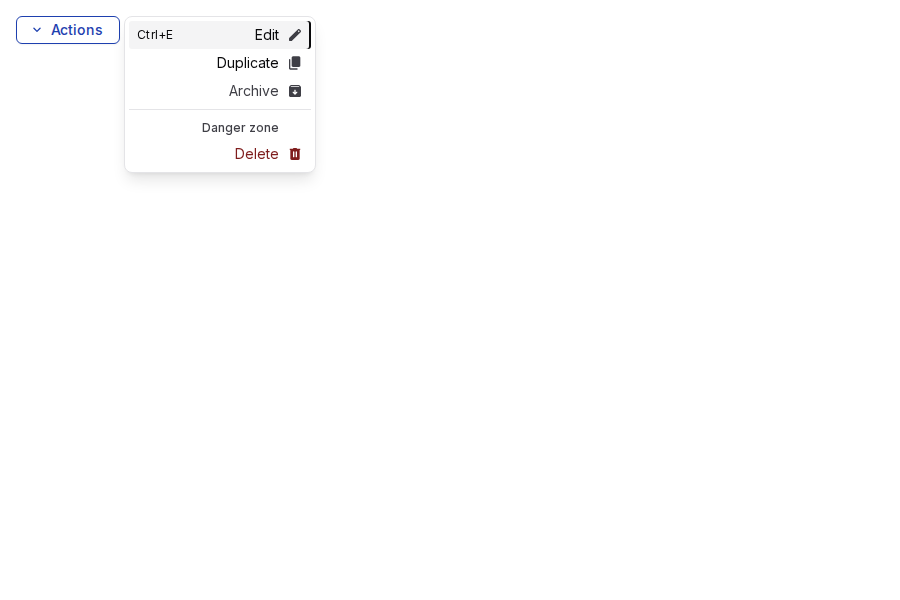 Actions
Edit Ctrl+E
Duplicate
Archive
Danger zone
Delete